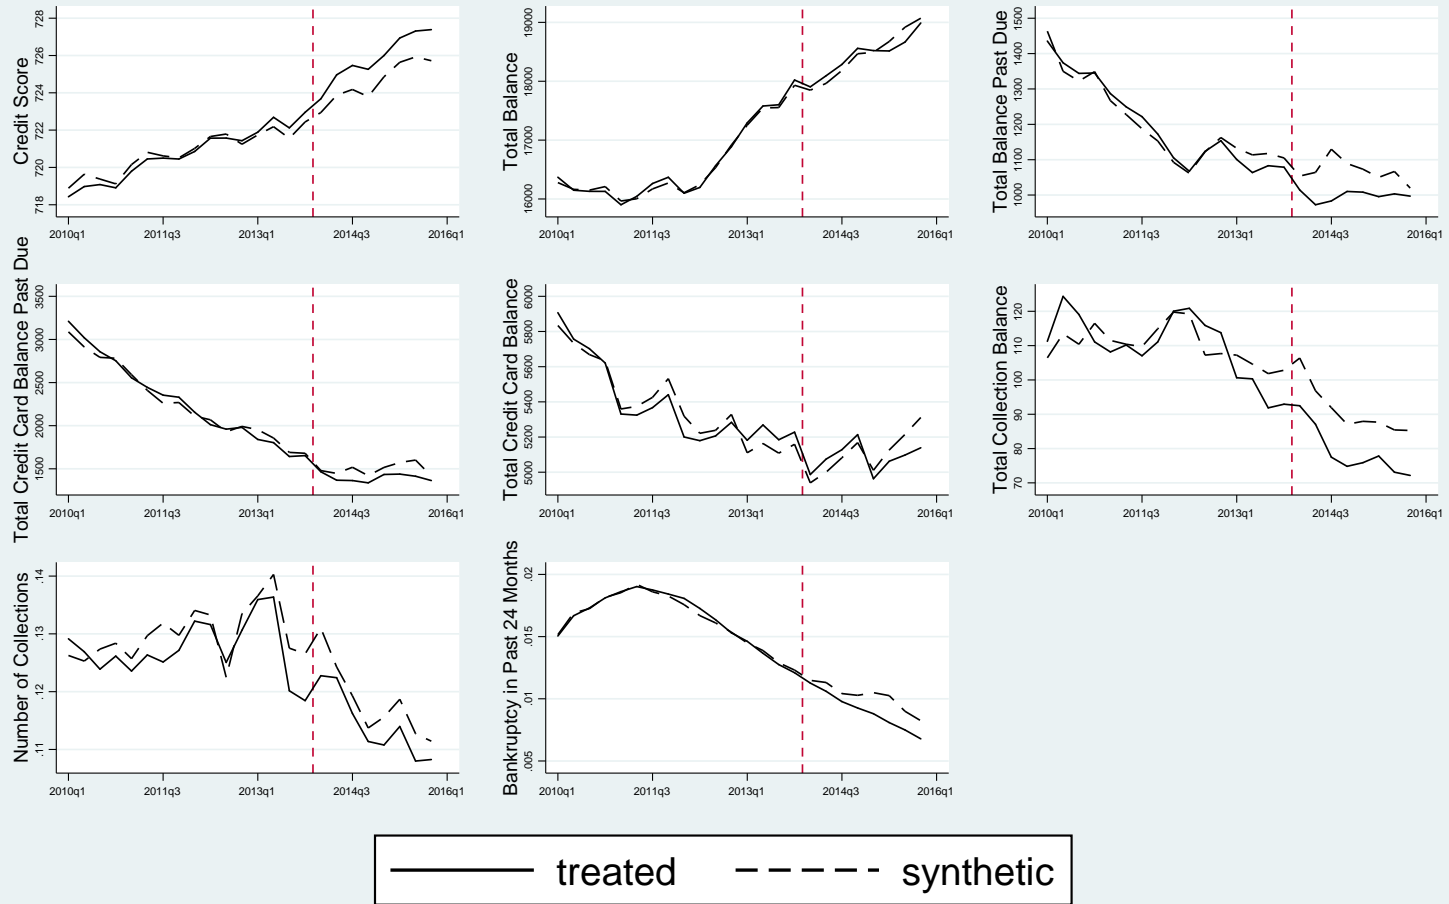 Credit Score
718 720 722 724 726 728
2010q1 2011q3 2013q1 2014q3 2016q1
Total Balance
16000 17000 18000 19000
2010q1 2011q3 2013q1 2014q3 2016q1
Total Balance Past Due
1000 1100 1200 1300 1400 1500
2010q1 2011q3 2013q1 2014q3 2016q1
Total Credit Card Balance Past Due
1500 2000 2500 3000 3500
2010q1 2011q3 2013q1 2014q3 2016q1
Total Credit Card Balance
5000 5200 5400 5600 5800 6000
2010q1 2011q3 2013q1 2014q3 2016q1
Total Collection Balance
70 80 90 100 110 120
2010q1 2011q3 2013q1 2014q3 2016q1
Number of Collections
.11 .12 .13 .14
2010q1 2011q3 2013q1 2014q3 2016q1
Bankruptcy in Past 24 Months
.005 .01 .015 .02
2010q1 2011q3 2013q1 2014q3 2016q1
treated synthetic